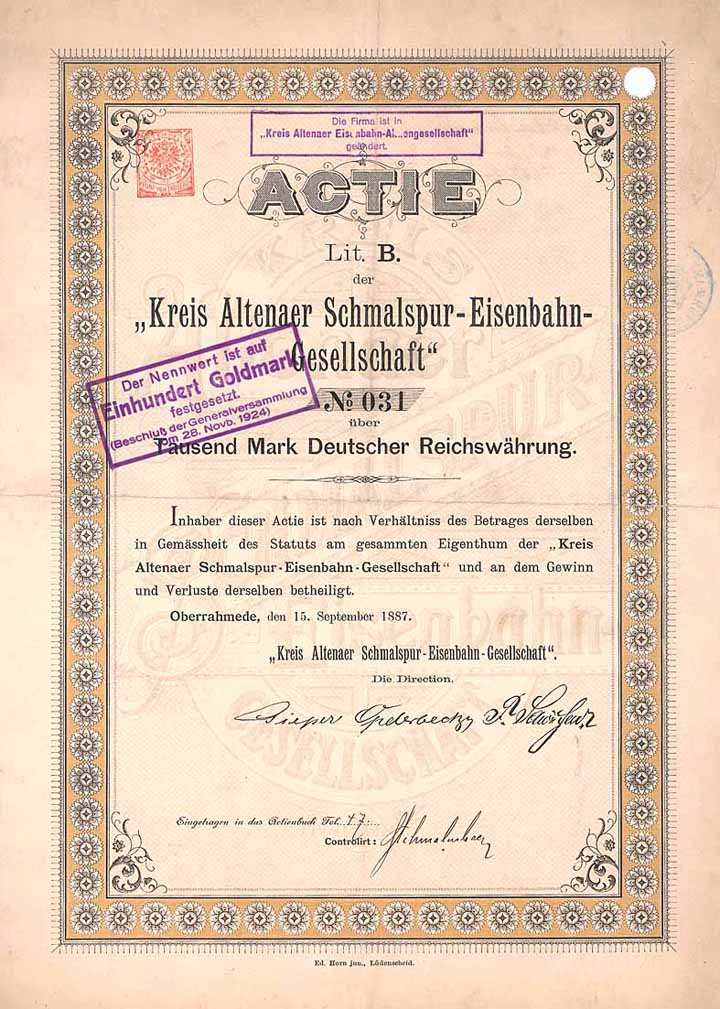 Die Firma ist in
„Kreis Altenaer Eisenbahn-A...engesellschaft“
geändert.
ACTIE
Lit. B.
der
„Kreis Altenaer Schmalspur-Eisenbahn-
Gesellschaft“
Der Nennwert ist auf
Einhundert Goldmark
festgesetzt.
(Beschluß der Generalversammlung
vom 28. Novb. 1924)
№ 031
über
Tausend Mark Deutscher Reichswährung.
Inhaber dieser Actie ist nach Verhältniss des Betrages derselben
in Gemässheit des Statuts am gesammten Eigenthum der „Kreis
Altenaer Schmalspur-Eisenbahn-Gesellschaft“ und an dem Gewinn
und Verluste derselben betheiligt.
Oberrahmede, den 15. September 1887.
„Kreis Altenaer Schmalspur-Eisenbahn-Gesellschaft“.
Die Direction.
Eingetragen in das Actienbuch Fol. 47.
Controlirt:
Ed. Horn jun., Lüdenscheid.